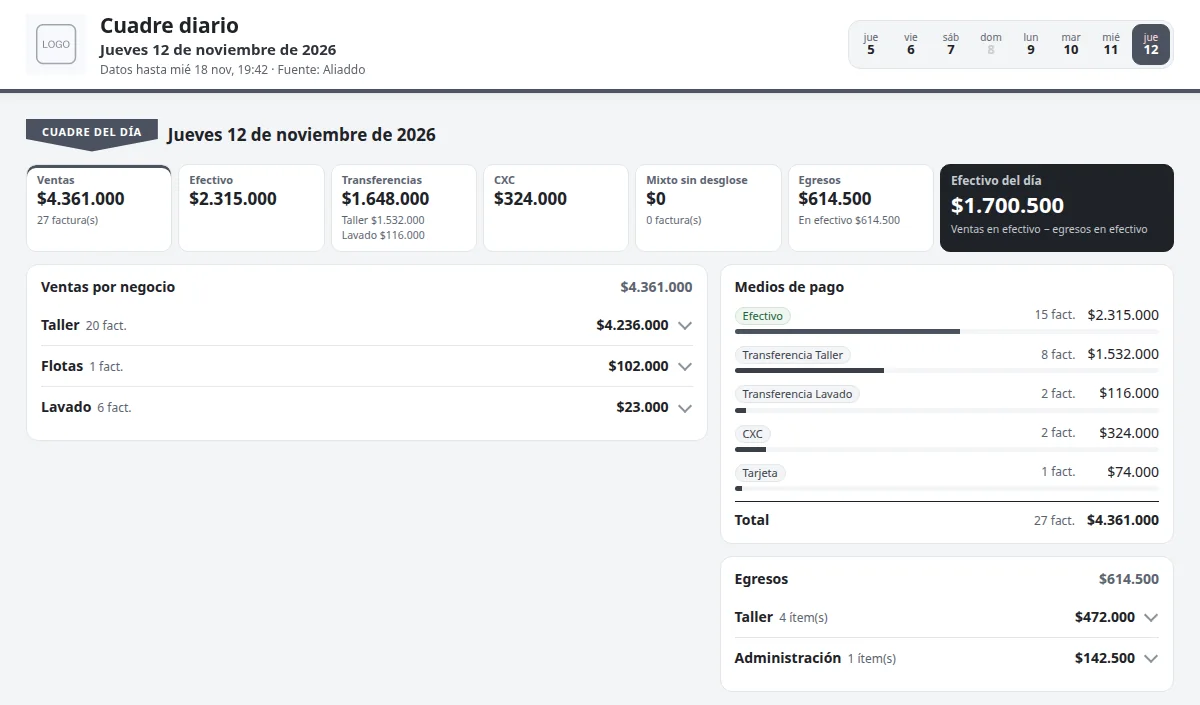 LOGO
Cuadre diario
Jueves 12 de noviembre de 2026
Datos hasta mié 18 nov, 19:42 · Fuente: Aliaddo
jue vie sáb dom lun mar mié jue
5 6 7 8 9 10 11 12
CUADRE DEL DÍA
Jueves 12 de noviembre de 2026
Ventas
$4.361.000
27 factura(s)
Efectivo
$2.315.000
Transferencias
$1.648.000
Taller $1.532.000
Lavado $116.000
CXC
$324.000
Mixto sin desglose
$0
0 factura(s)
Egresos
$614.500
En efectivo $614.500
Efectivo del día
$1.700.500
Ventas en efectivo − egresos en efectivo
Ventas por negocio $4.361.000
Taller 20 fact. $4.236.000
Flotas 1 fact. $102.000
Lavado 6 fact. $23.000
Medios de pago
Efectivo 15 fact. $2.315.000
Transferencia Taller 8 fact. $1.532.000
Transferencia Lavado 2 fact. $116.000
CXC 2 fact. $324.000
Tarjeta 1 fact. $74.000
Total 27 fact. $4.361.000
Egresos $614.500
Taller 4 ítem(s) $472.000
Administración 1 ítem(s) $142.500